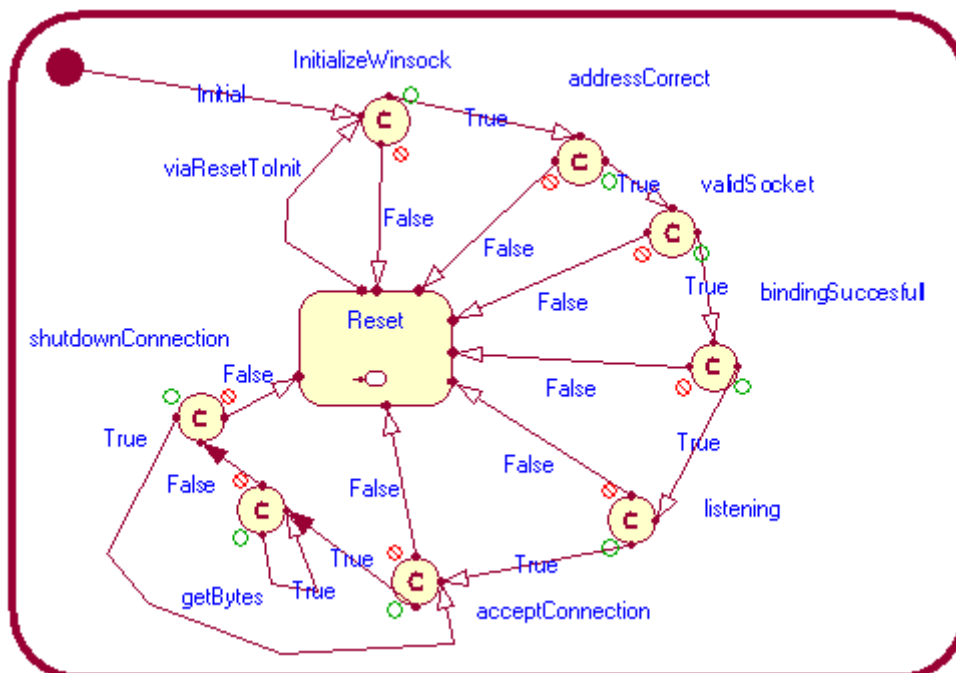 InitializeWinsock
addressCorrect
Initial
True
viaResetToInit
True
validSocket
False
False
True
bindingSuccesfull
False
Reset
shutdownConnection
False
False
True
True
False
False
False
listening
True
True
True
getBytes
acceptConnection
C
C
C
C
C
C
C
C